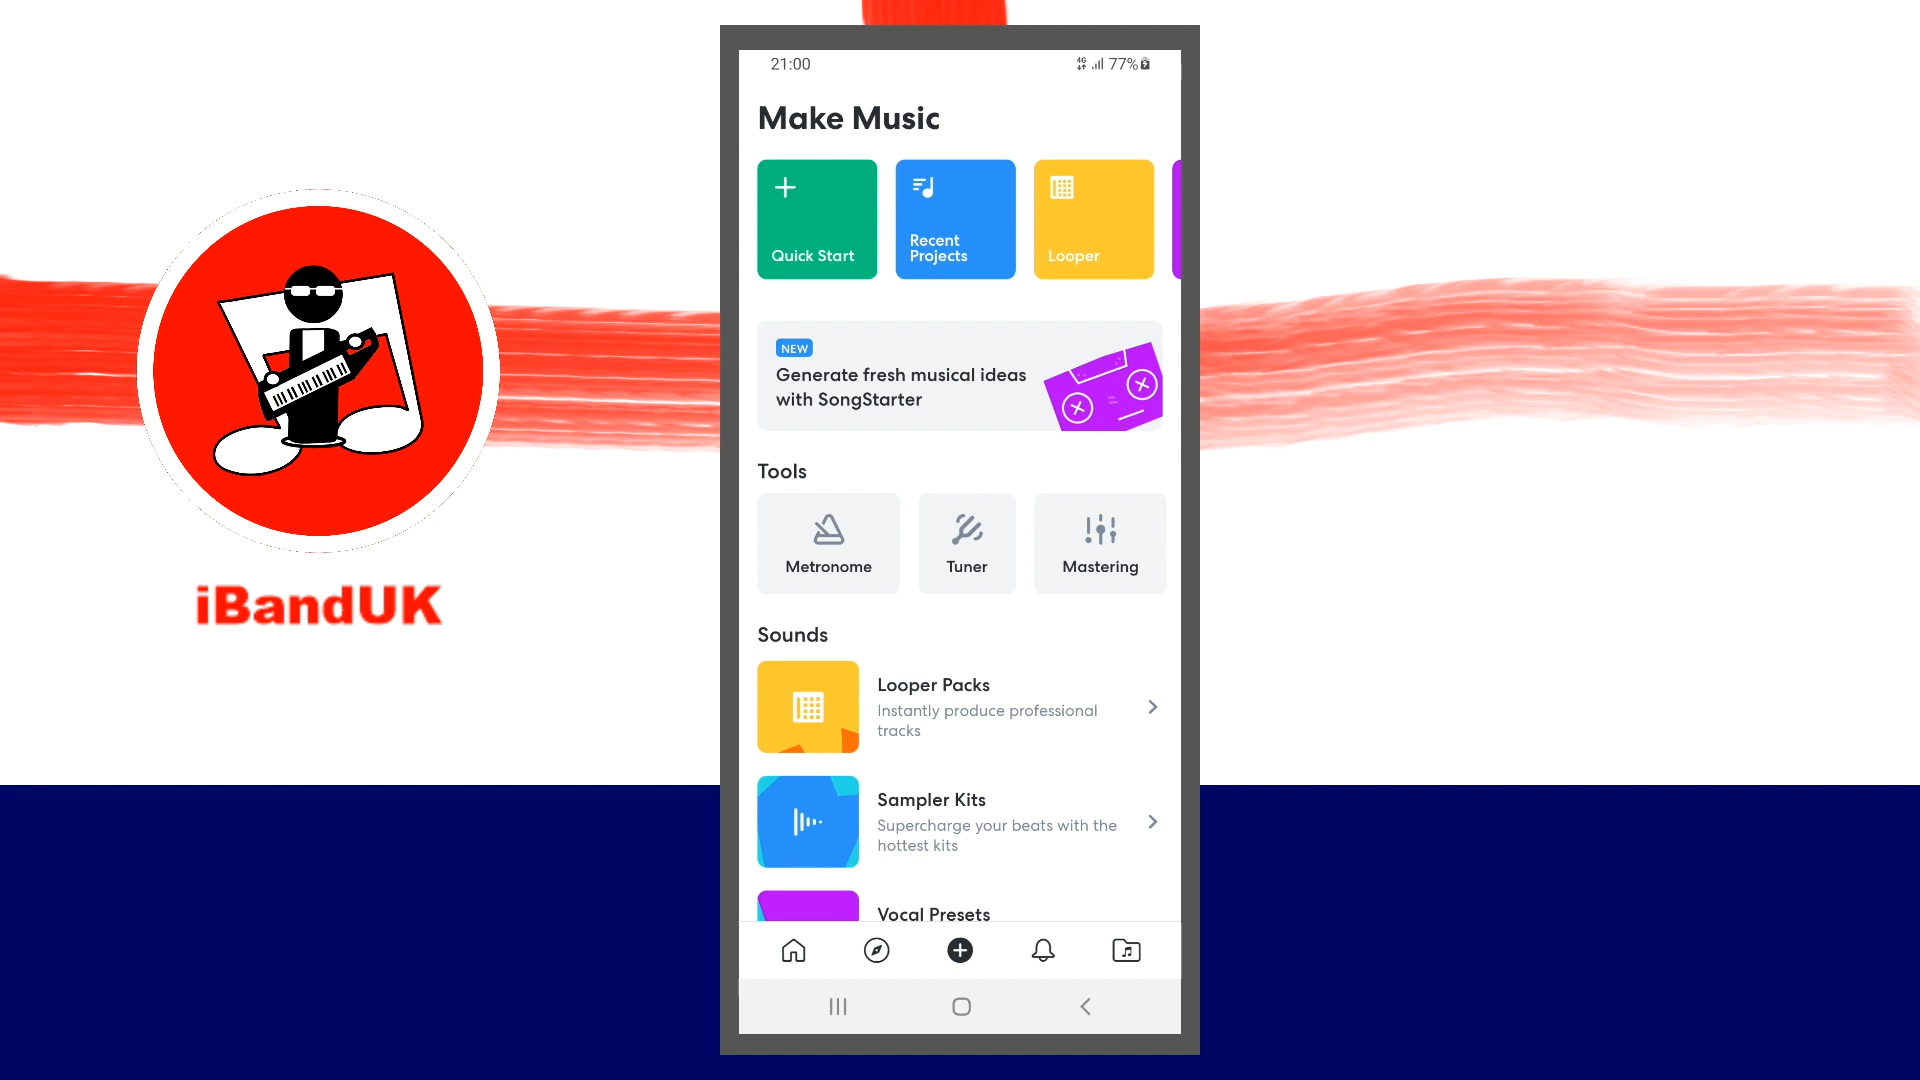 21:00
4G 77%
Make Music
Quick Start
Recent
Projects
Looper
NEW
Generate fresh musical ideas
with SongStarter
Tools
Metronome
Tuner
Mastering
Sounds
Looper Packs
Instantly produce professional
tracks
Sampler Kits
Supercharge your beats with the
hottest kits
Vocal Presets
iBandUK